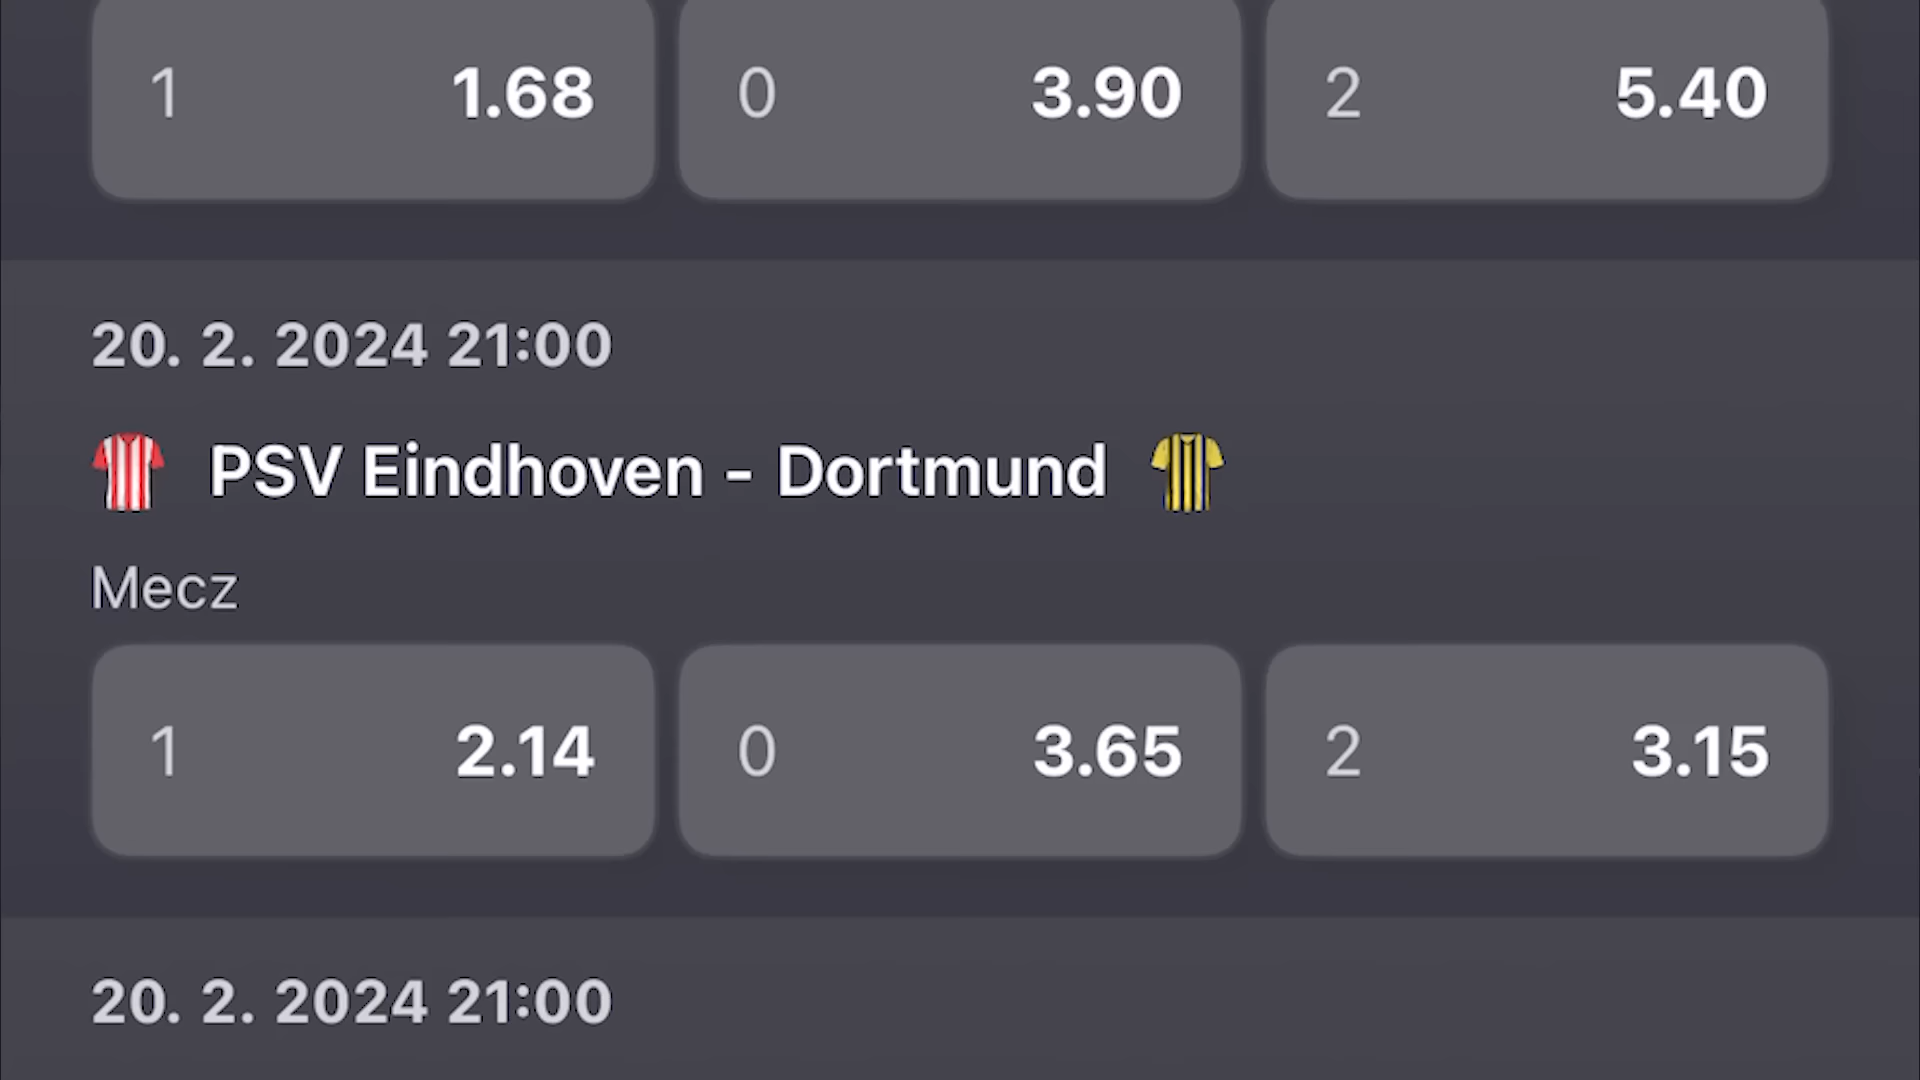 1 1.68 0 3.90 2 5.40
20. 2. 2024 21:00
PSV Eindhoven - Dortmund
Mecz
1 2.14 0 3.65 2 3.15
20. 2. 2024 21:00